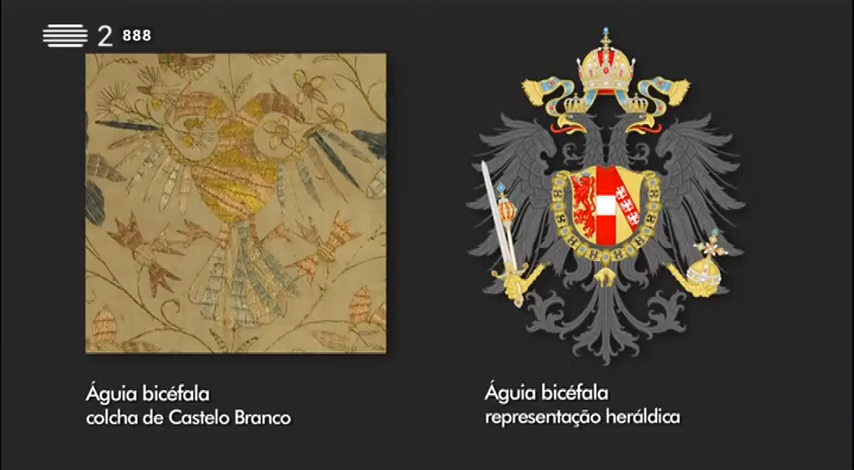 2 888
Águia bicéfala
colcha de Castelo Branco
Águia bicéfala
representação heráldica